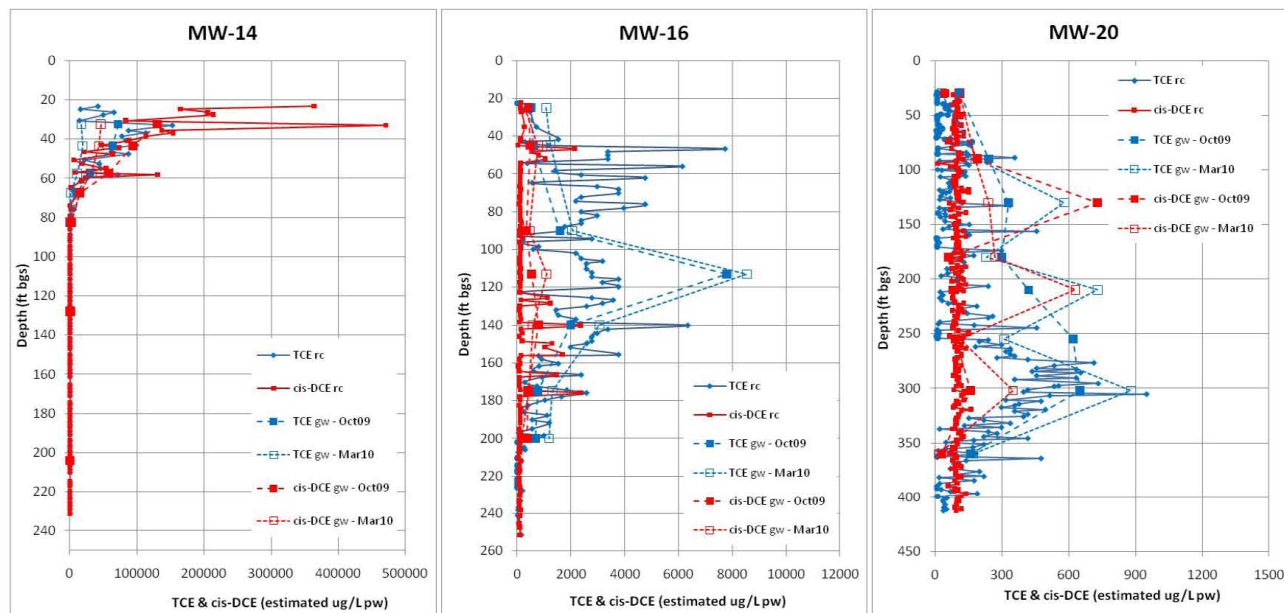 MW-14
0
20
40
60
80
100
120
140
160
180
200
220
240
Depth (ft bgs)
TCE rc
cis-DCE rc
TCE gw - Oct09
TCE gw - Mar10
cis-DCE gw - Oct09
cis-DCE gw - Mar10
0 100000 200000 300000 400000 500000
TCE & cis-DCE (estimated ug/L pw)
MW-16
0
20
40
60
80
100
120
140
160
180
200
220
240
260
Depth (ft bgs)
TCE rc
cis-DCE rc
TCE gw - Oct09
TCE gw - Mar10
cis-DCE gw - Oct09
cis-DCE gw - Mar10
0 2000 4000 6000 8000 10000 12000
TCE & cis-DCE (estimated ug/L pw)
MW-20
0
50
100
150
200
250
300
350
400
450
Depth (ft bgs)
TCE rc
cis-DCE rc
TCE gw - Oct09
TCE gw - Mar10
cis-DCE gw - Oct09
cis-DCE gw - Mar10
0 300 600 900 1200 1500
TCE & cis-DCE (estimated ug/L pw)